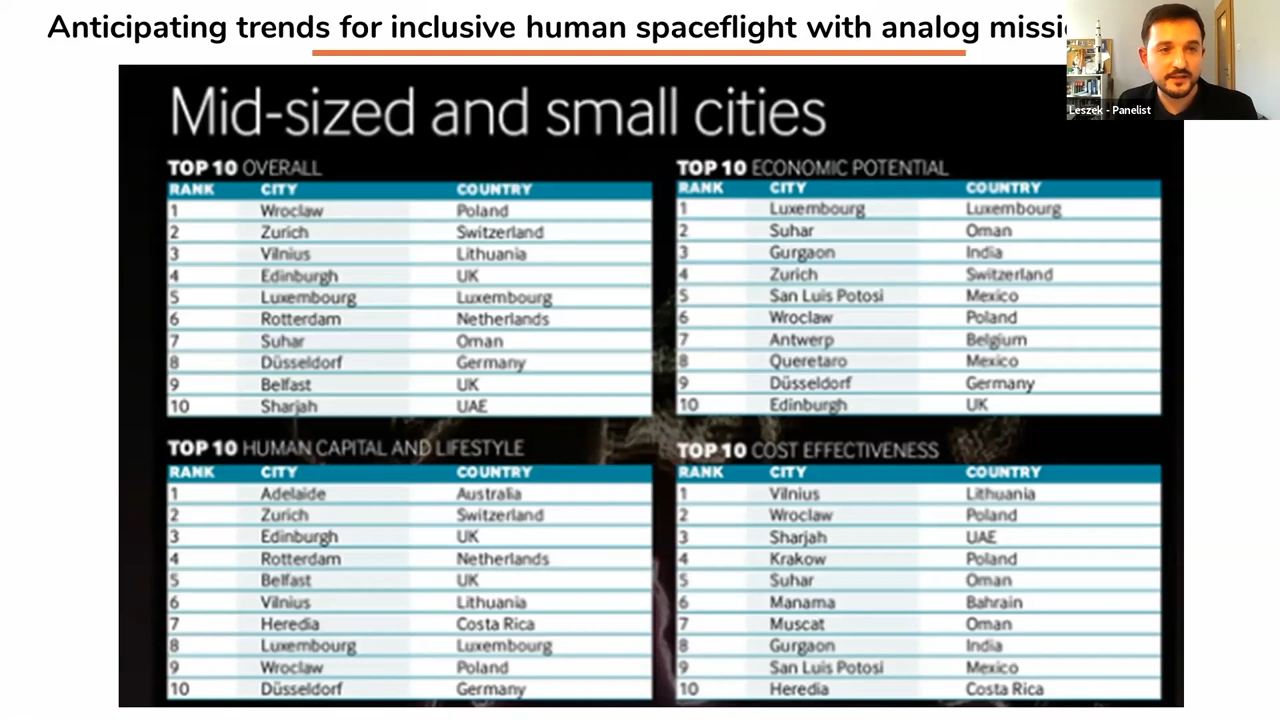 Anticipating trends for inclusive human spaceflight with analog missi
Leszek - Panelist
Mid-sized and small cities
TOP 10 OVERALL
RANK CITY COUNTRY
1 Wroclaw Poland
2 Zurich Switzerland
3 Vilnius Lithuania
4 Edinburgh UK
5 Luxembourg Luxembourg
6 Rotterdam Netherlands
7 Suhar Oman
8 Düsseldorf Germany
9 Belfast UK
10 Sharjah UAE
TOP 10 ECONOMIC POTENTIAL
RANK CITY COUNTRY
1 Luxembourg Luxembourg
2 Suhar Oman
3 Gurgaon India
4 Zurich Switzerland
5 San Luis Potosi Mexico
6 Wroclaw Poland
7 Antwerp Belgium
8 Queretaro Mexico
9 Düsseldorf Germany
10 Edinburgh UK
TOP 10 HUMAN CAPITAL AND LIFESTYLE
RANK CITY COUNTRY
1 Adelaide Australia
2 Zurich Switzerland
3 Edinburgh UK
4 Rotterdam Netherlands
5 Belfast UK
6 Vilnius Lithuania
7 Heredia Costa Rica
8 Luxembourg Luxembourg
9 Wroclaw Poland
10 Düsseldorf Germany
TOP 10 COST EFFECTIVENESS
RANK CITY COUNTRY
1 Vilnius Lithuania
2 Wroclaw Poland
3 Sharjah UAE
4 Krakow Poland
5 Suhar Oman
6 Manama Bahrain
7 Muscat Oman
8 Gurgaon India
9 San Luis Potosi Mexico
10 Heredia Costa Rica